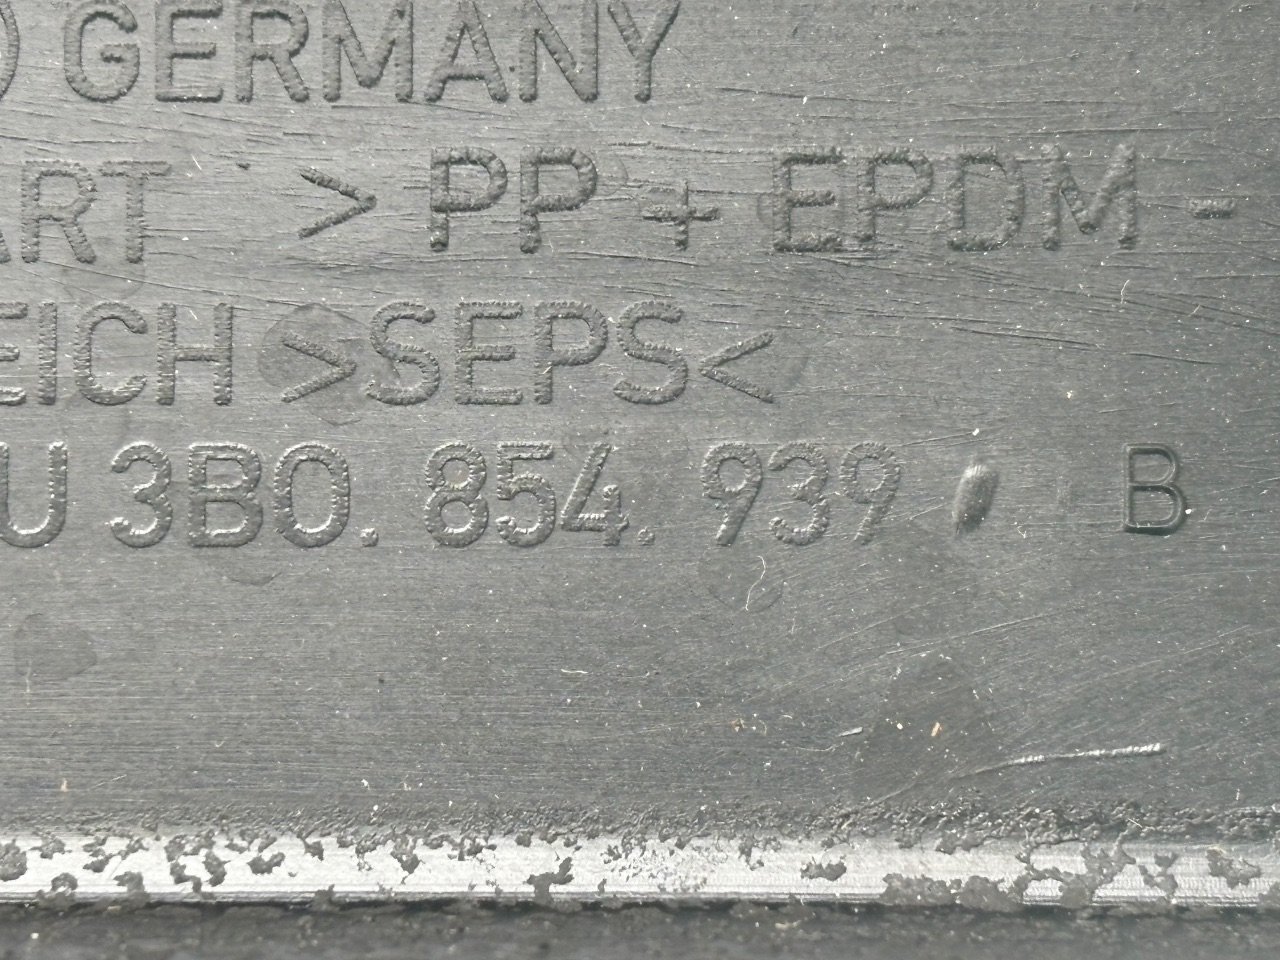 GERMANY
ART >PP + EPDM -
EICH >SEPS<
U 3B0. 854. 939 B